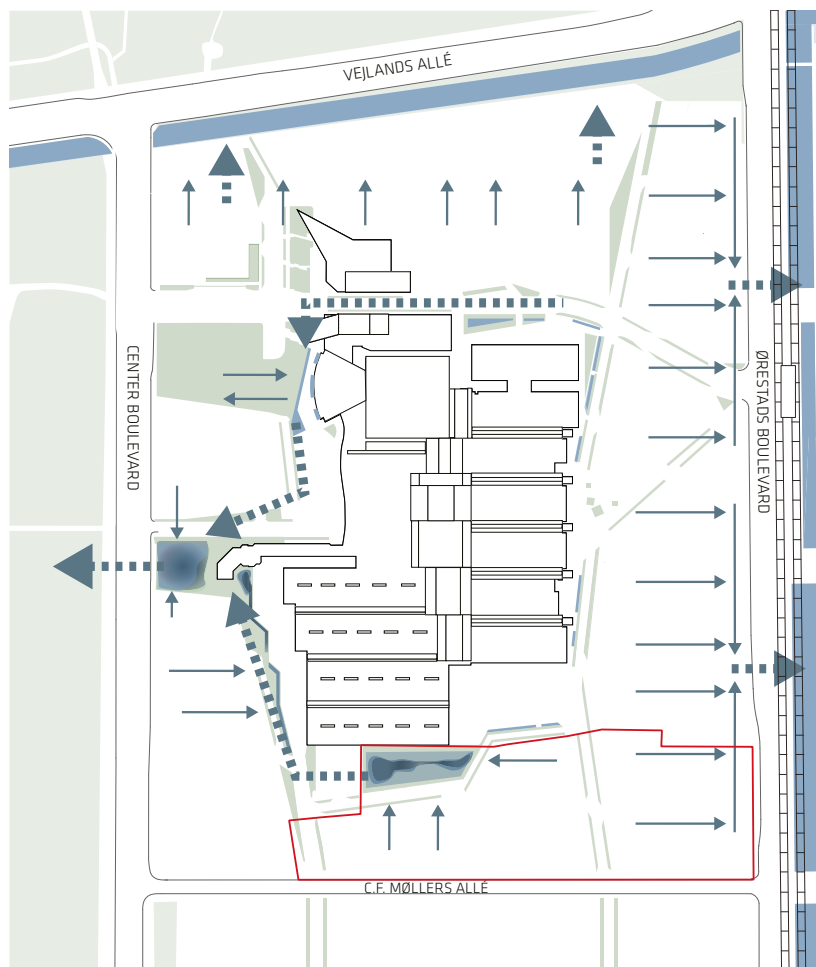 VEJLANDS ALLÉ
CENTER BOULEVARD
ØRESTADS BOULEVARD
C.F. MØLLERS ALLÉ